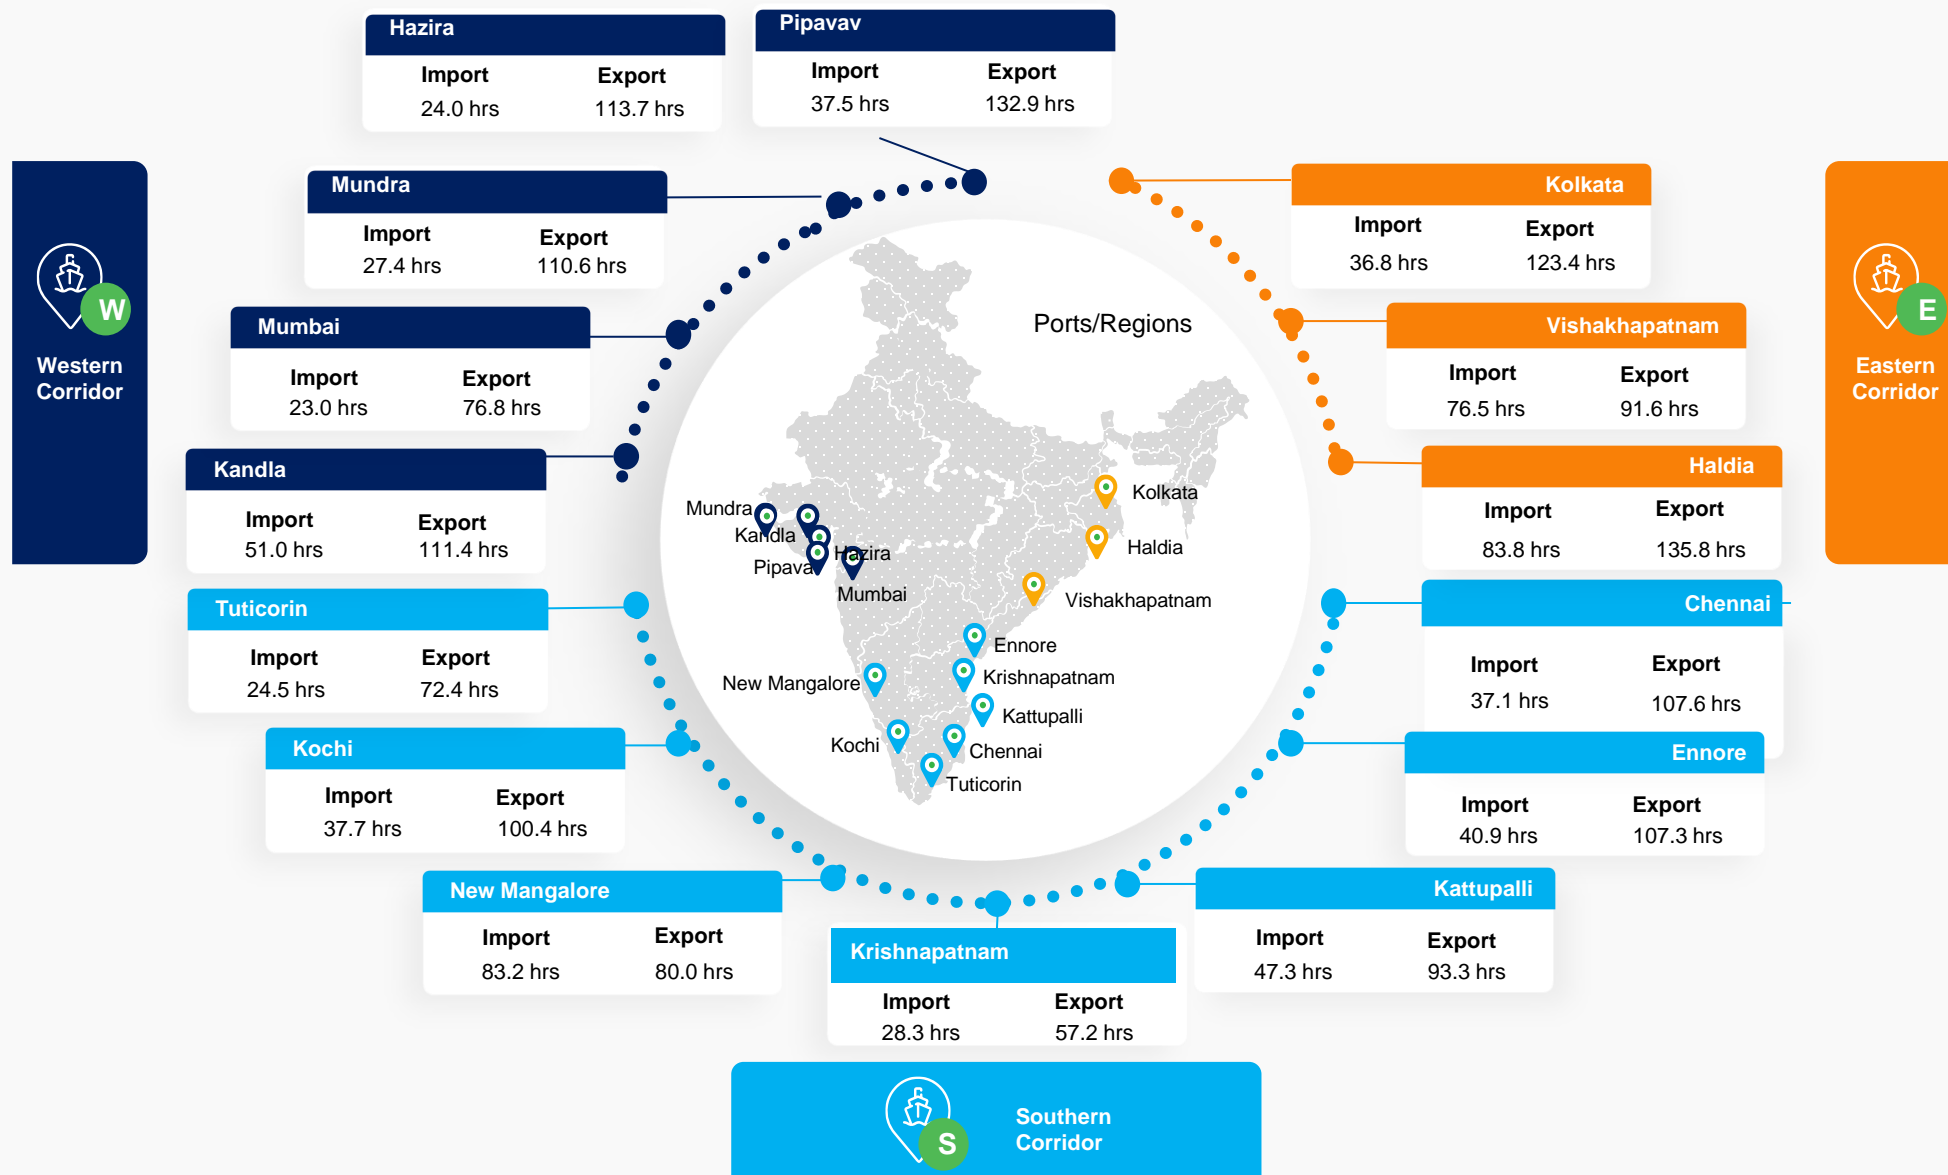 Hazira
Import Export
24.0 hrs 113.7 hrs
Pipavav
Import Export
37.5 hrs 132.9 hrs
Mundra
Import Export
27.4 hrs 110.6 hrs
Mumbai
Import Export
23.0 hrs 76.8 hrs
Kandla
Import Export
51.0 hrs 111.4 hrs
W
Western
Corridor
Kolkata
Import Export
36.8 hrs 123.4 hrs
Vishakhapatnam
Import Export
76.5 hrs 91.6 hrs
Haldia
Import Export
83.8 hrs 135.8 hrs
E
Eastern
Corridor
Ports/Regions
Mundra
Kandla
Hazira
Pipava
Mumbai
Kolkata
Haldia
Vishakhapatnam
Ennore
Krishnapatnam
New Mangalore
Kattupalli
Kochi
Chennai
Tuticorin
Tuticorin
Import Export
24.5 hrs 72.4 hrs
Kochi
Import Export
37.7 hrs 100.4 hrs
New Mangalore
Import Export
83.2 hrs 80.0 hrs
Krishnapatnam
Import Export
28.3 hrs 57.2 hrs
Kattupalli
Import Export
47.3 hrs 93.3 hrs
Ennore
Import Export
40.9 hrs 107.3 hrs
Chennai
Import Export
37.1 hrs 107.6 hrs
S
Southern
Corridor